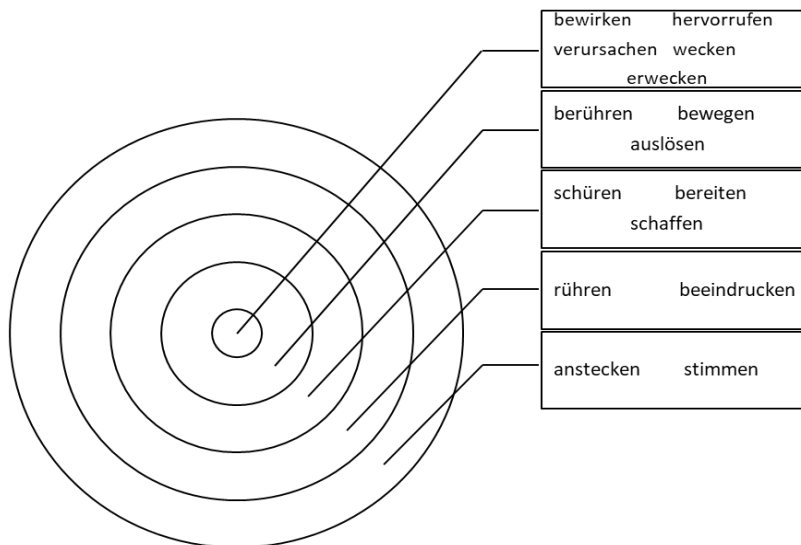 bewirken hervorrufen
verursachen wecken
erwecken
berühren bewegen
auslösen
schüren bereiten
schaffen
rühren beeindrucken
anstecken stimmen